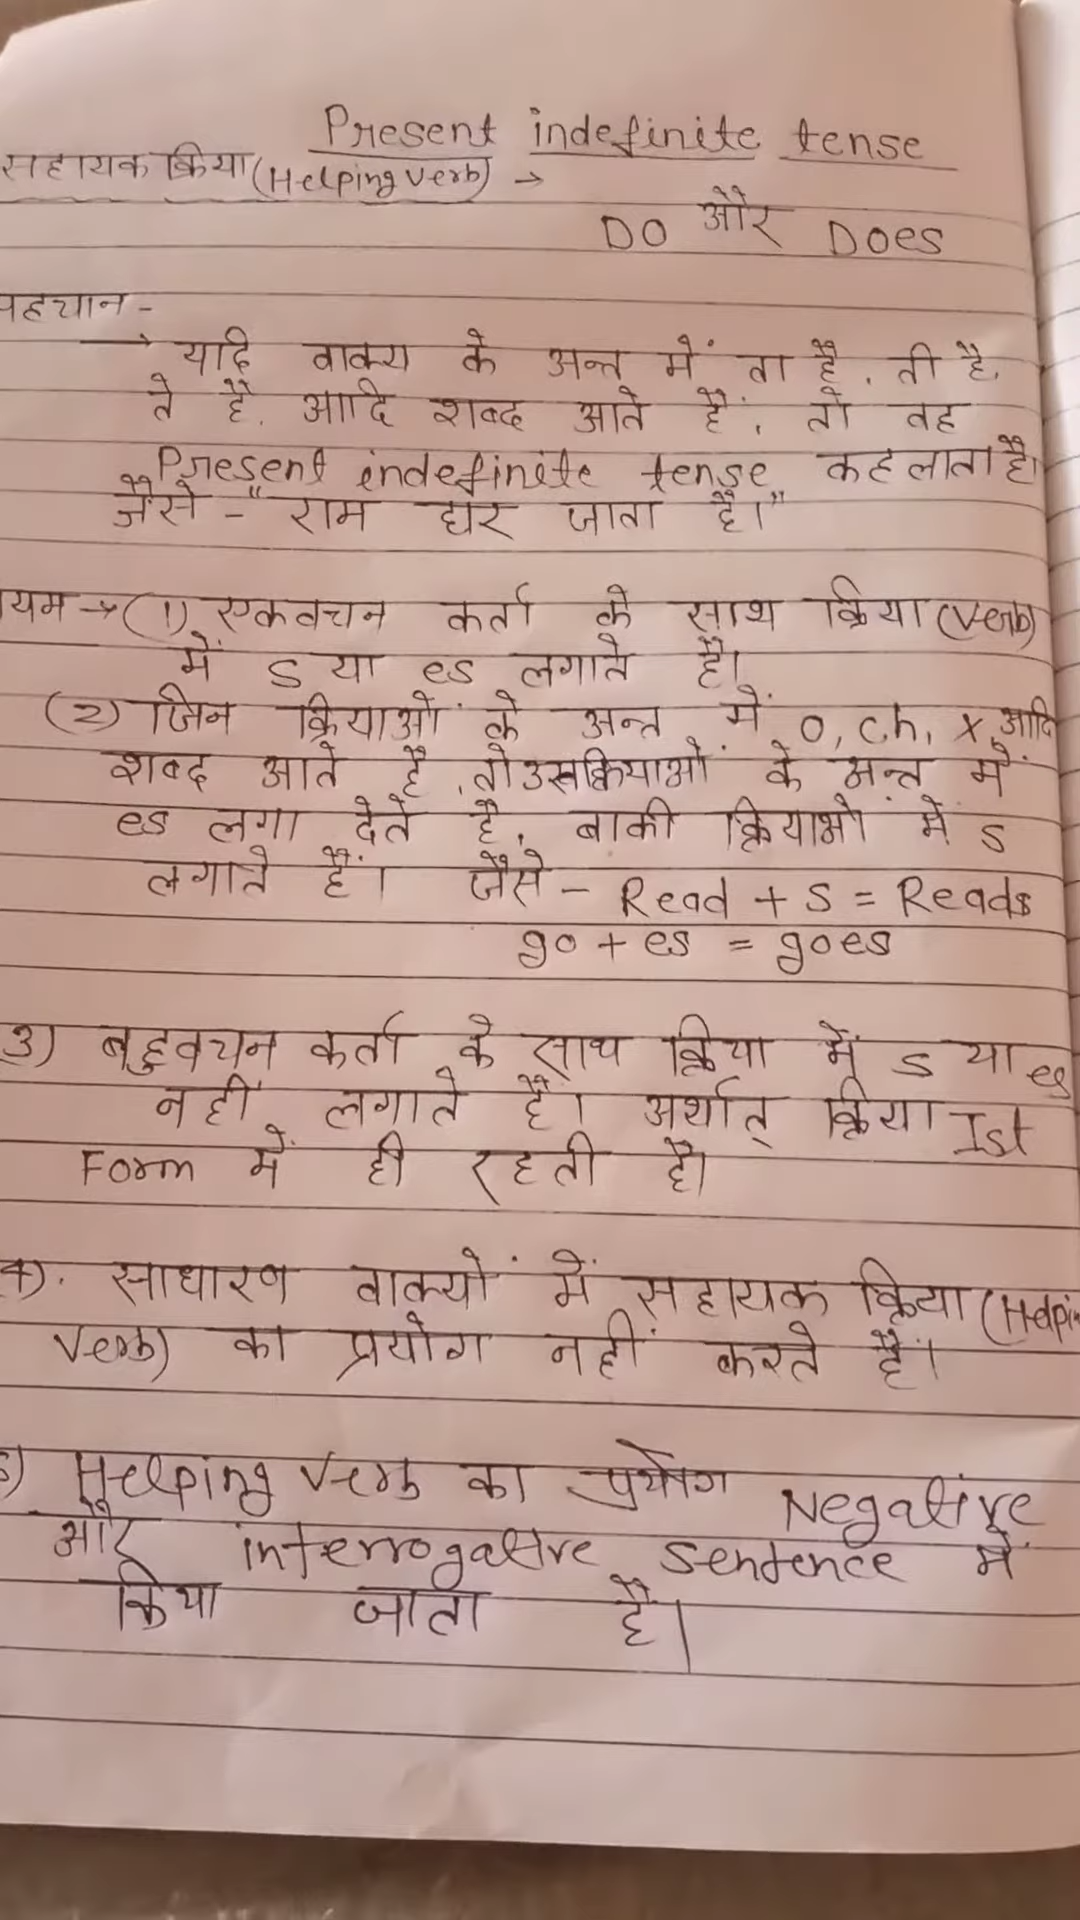 Present indefinite tense
सहायक क्रिया (Helping verb) →
DO और Does
पहचान -
→ यदि वाक्य के अन्त में ता है, ती है,
ते है, आदि शब्द आते हैं, तो वह
Present indefinite tense कहलाता है।
जैसे - "राम घर जाता है।"
यम → (1) एकवचन कर्ता के साथ क्रिया (Verb)
में s या es लगाते है।
(2) जिन क्रियाओं के अन्त में o, ch, x, आदि
शब्द आते है, तो उस क्रियाओं के अन्त में
es लगा देते है, बाकी क्रियाओं में s
लगाते हैं। जैसे - Read + s = Reads
go + es = goes
3) बहुवचन कर्ता के साथ क्रिया में s या es
नहीं लगाते है। अर्थात् क्रिया Ist
Form में ही रहती है।
4). साधारण वाक्यों में सहायक क्रिया (Helpin
Verb) का प्रयोग नहीं करते हैं।
) Helping Verb का प्रयोग Negative
और interrogative sentence में
किया जाता है।